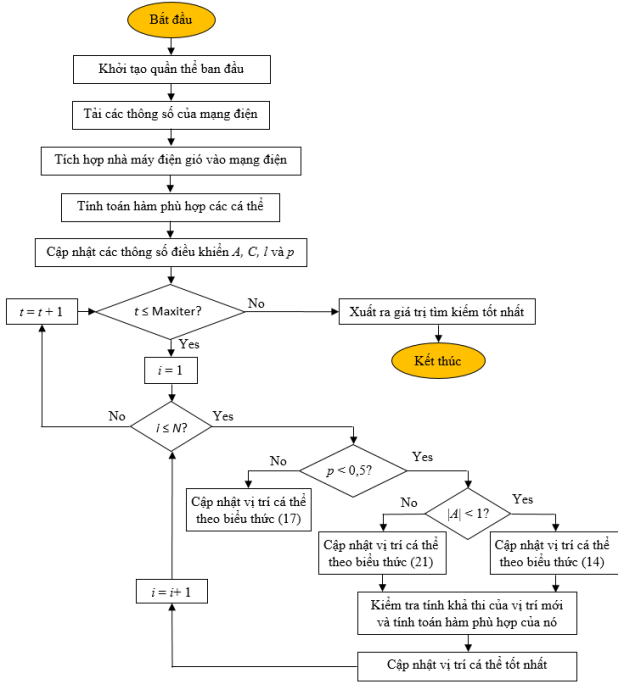 Bắt đầu
Khởi tạo quần thể ban đầu
Tải các thông số của mạng điện
Tích hợp nhà máy điện gió vào mạng điện
Tính toán hàm phù hợp các cá thể
Cập nhật các thông số điều khiển A, C, l và p
t = t + 1
t ≤ Maxiter?
No
Xuất ra giá trị tìm kiếm tốt nhất
Yes
Kết thúc
i = 1
No
i ≤ N?
Yes
No
p < 0,5?
Yes
Cập nhật vị trí cá thể
theo biểu thức (17)
No
|A| < 1?
Yes
Cập nhật vị trí cá thể
theo biểu thức (21)
Cập nhật vị trí cá thể
theo biểu thức (14)
i = i+ 1
Kiểm tra tính khả thi của vị trí mới
và tính toán hàm phù hợp của nó
Cập nhật vị trí cá thể tốt nhất